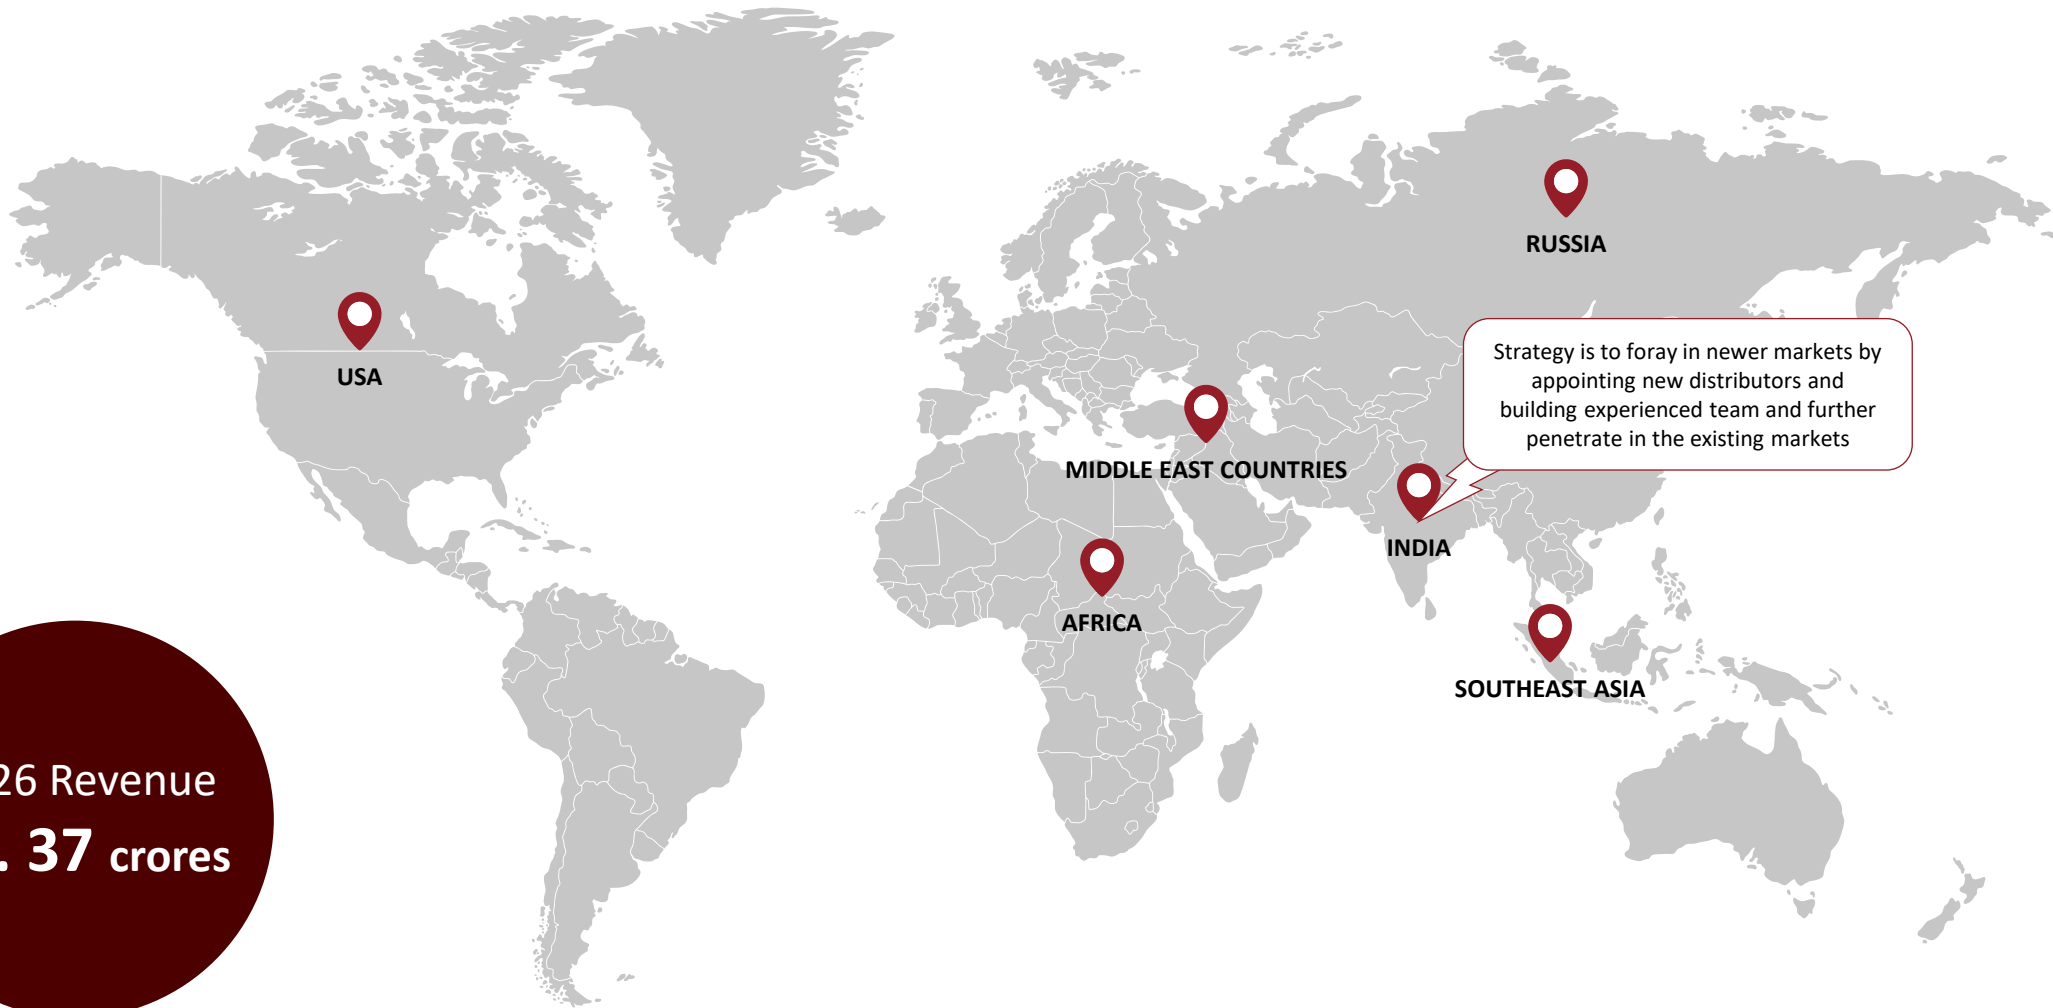 RUSSIA
USA
Strategy is to foray in newer markets by
appointing new distributors and
building experienced team and further
penetrate in the existing markets
MIDDLE EAST COUNTRIES
INDIA
AFRICA
SOUTHEAST ASIA
26 Revenue
. 37 crores